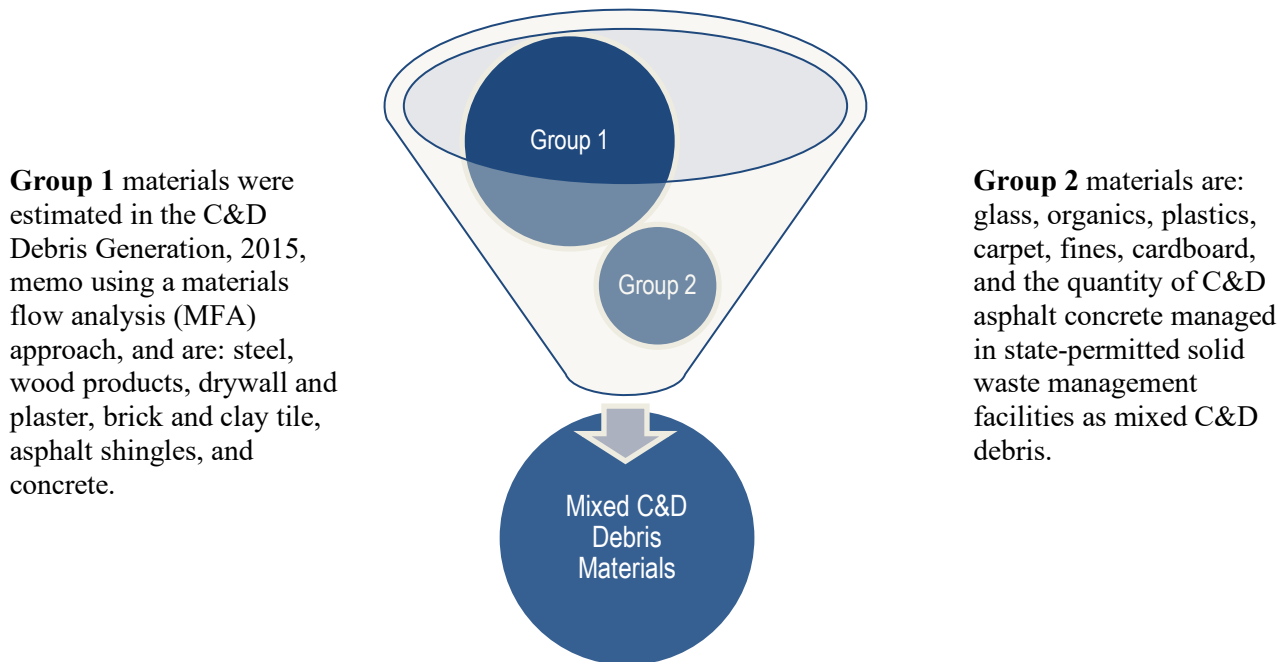 Group 1 materials were
estimated in the C&D
Debris Generation, 2015,
memo using a materials
flow analysis (MFA)
approach, and are: steel,
wood products, drywall and
plaster, brick and clay tile,
asphalt shingles, and
concrete.
Group 1
Group 2
Mixed C&D
Debris
Materials
Group 2 materials are:
glass, organics, plastics,
carpet, fines, cardboard,
and the quantity of C&D
asphalt concrete managed
in state-permitted solid
waste management
facilities as mixed C&D
debris.